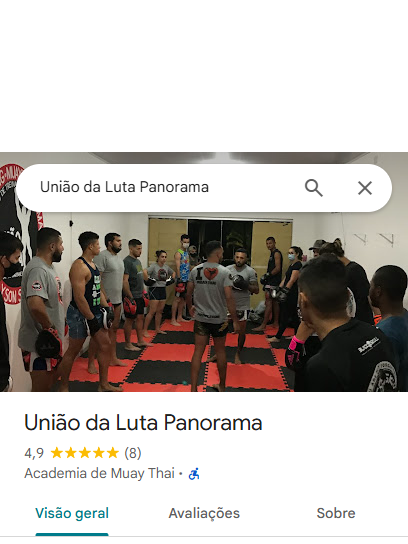 União da Luta Panorama
I
União da Luta Panorama
4,9 (8)
Academia de Muay Thai ·
Visão geral
Avaliações
Sobre